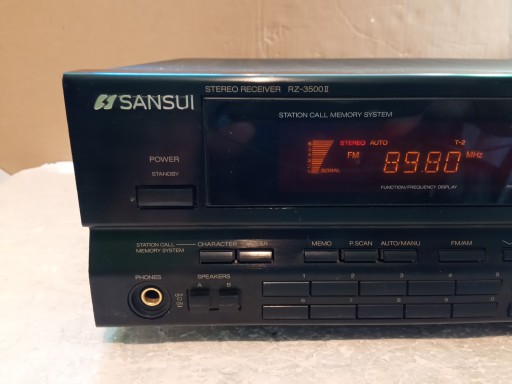 STEREO RECEIVER RZ-3500II
SANSUI
STATION CALL MEMORY SYSTEM
STEREO AUTO T-2
FM 89.80 MHz
SIGNAL
POWER
STANDBY
FUNCTION/FREQUENCY DISPLAY
STATION CALL
MEMORY SYSTEM
CHARACTER
MEMO P.SCAN AUTO/MANU FM/AM
PHONES SPEAKERS
A B
1 2 3 4 5
6 7 8 9 0